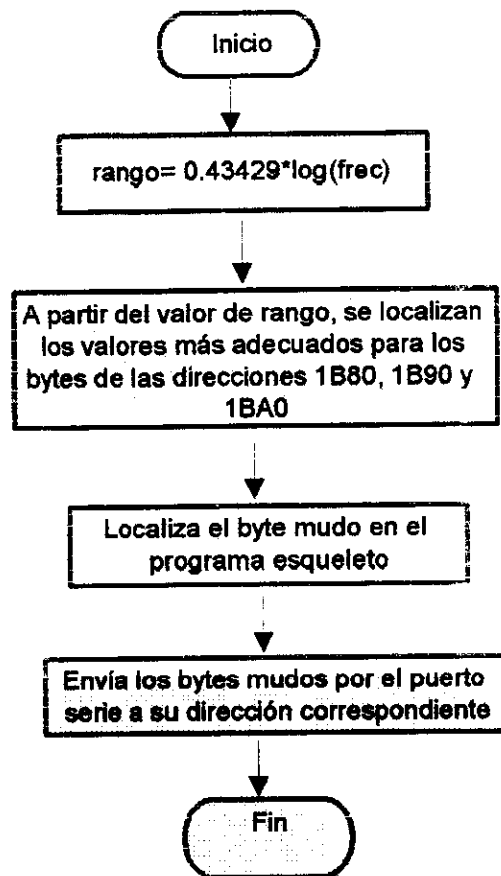 Inicio
rango= 0.43429*log(frec)
A partir del valor de rango, se localizan
los valores más adecuados para los
bytes de las direcciones 1B80, 1B90 y
1BA0
Localiza el byte mudo en el
programa esqueleto
Envía los bytes mudos por el puerto
serie a su dirección correspondiente
Fin